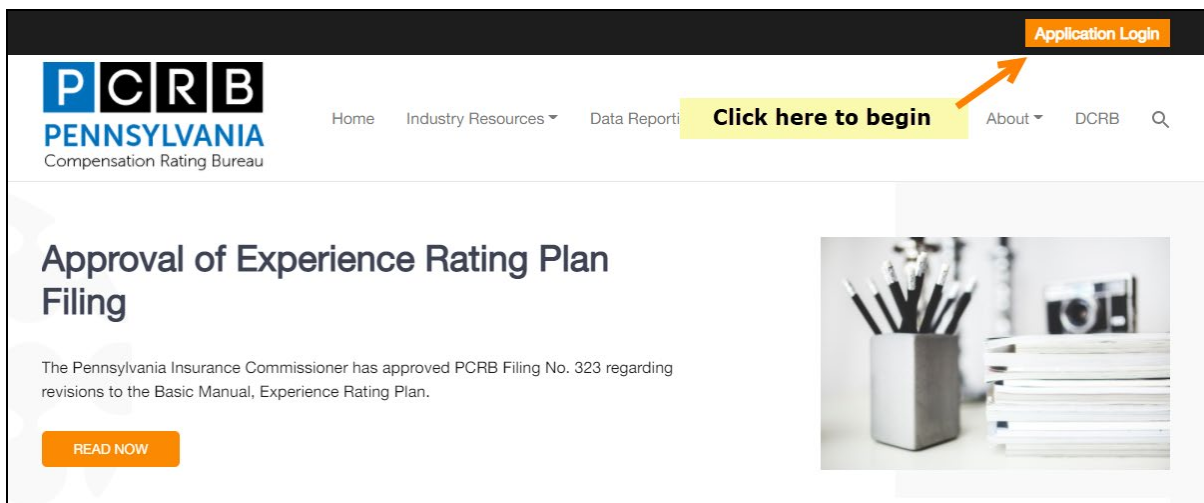 Application Login
PCRB
PENNSYLVANIA
Compensation Rating Bureau
Home Industry Resources Data Reporti Click here to begin About DCRB
Approval of Experience Rating Plan
Filing
The Pennsylvania Insurance Commissioner has approved PCRB Filing No. 323 regarding
revisions to the Basic Manual, Experience Rating Plan.
READ NOW